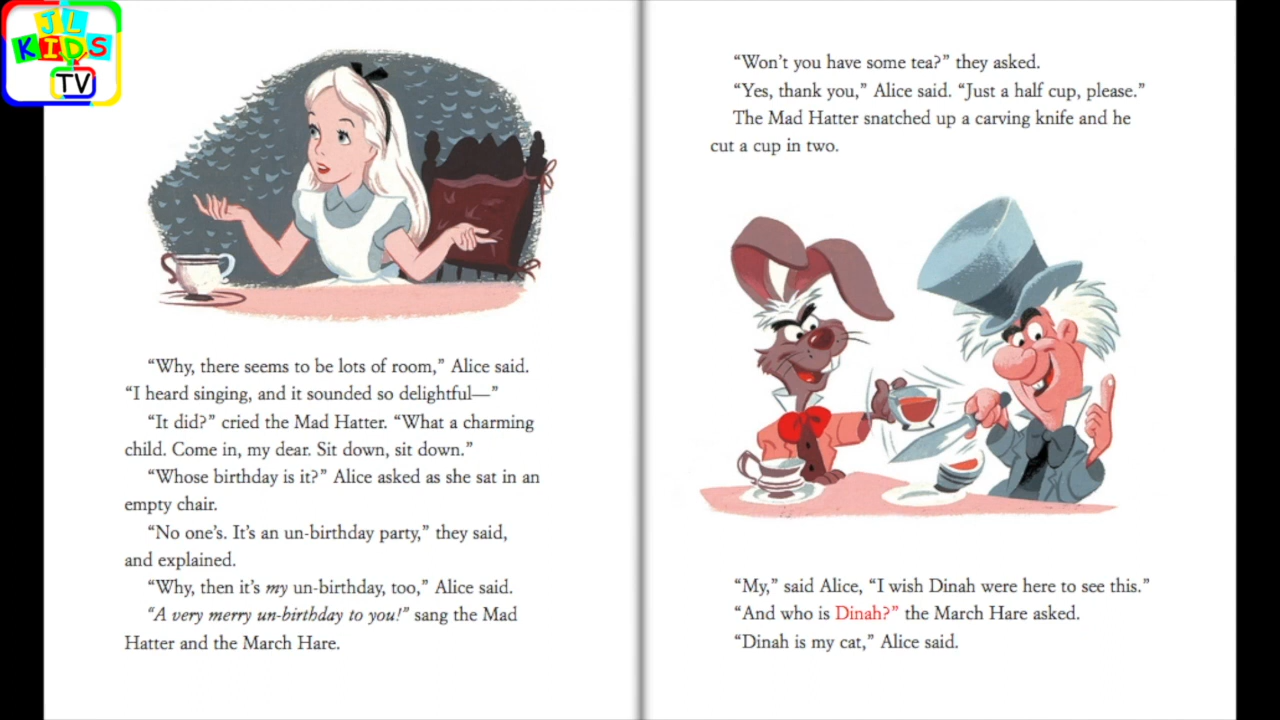 JL
KIDS
TV
“Why, there seems to be lots of room,” Alice said.
“I heard singing, and it sounded so delightful—”
“It did?” cried the Mad Hatter. “What a charming
child. Come in, my dear. Sit down, sit down.”
“Whose birthday is it?” Alice asked as she sat in an
empty chair.
“No one’s. It’s an un-birthday party,” they said,
and explained.
“Why, then it’s my un-birthday, too,” Alice said.
“A very merry un-birthday to you!” sang the Mad
Hatter and the March Hare.
“Won’t you have some tea?” they asked.
“Yes, thank you,” Alice said. “Just a half cup, please.”
The Mad Hatter snatched up a carving knife and he
cut a cup in two.
“My,” said Alice, “I wish Dinah were here to see this.”
“And who is Dinah?” the March Hare asked.
“Dinah is my cat,” Alice said.